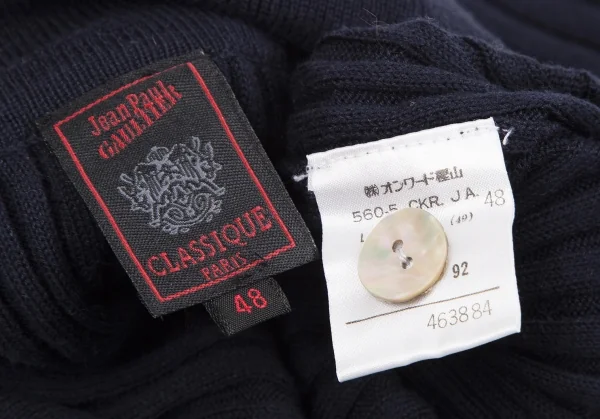 Jean Paul
GAULTIER
CLASSIQUE
PARIS
48
㈱オンワード樫山
560-5 CKR. JA. 48
(49)
92
463884